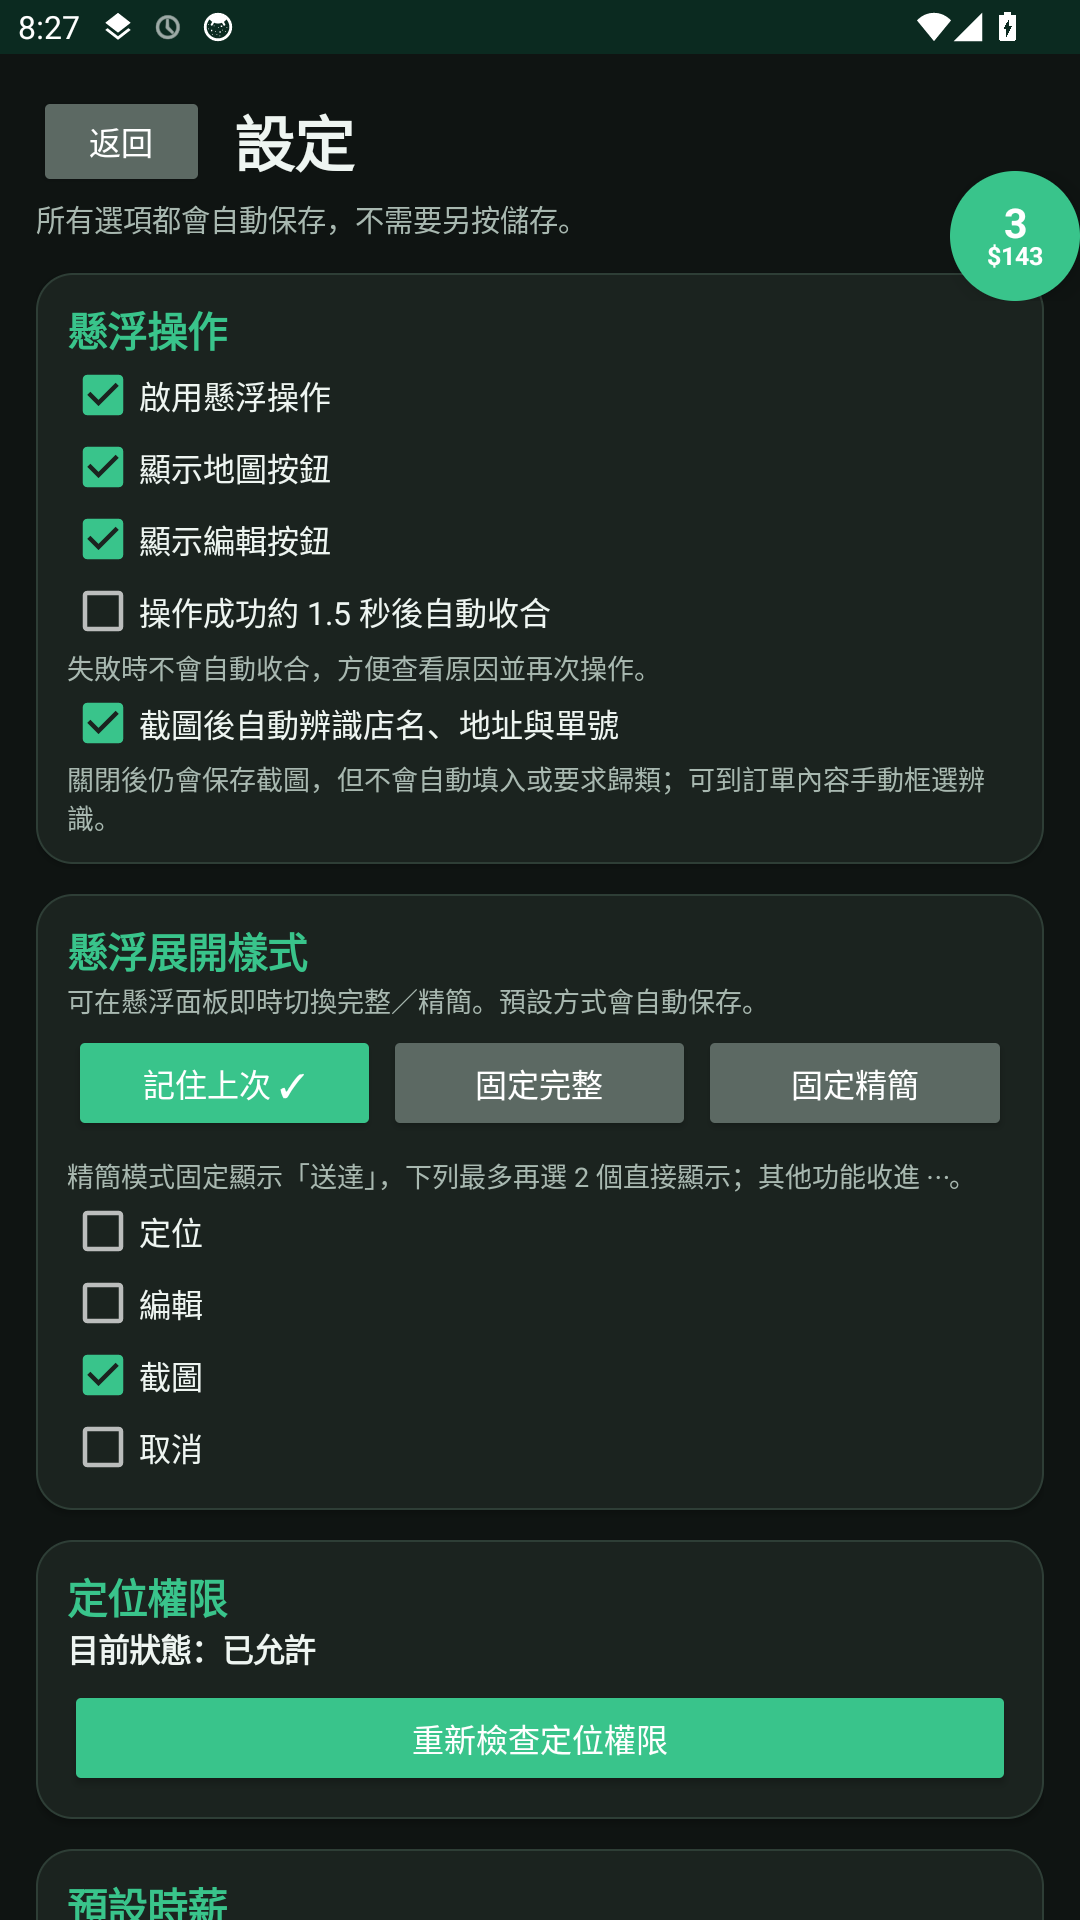 8:27
返回
設定
所有選項都會自動保存，不需要另按儲存。
3
$143
懸浮操作
啟用懸浮操作
顯示地圖按鈕
顯示編輯按鈕
操作成功約 1.5 秒後自動收合
失敗時不會自動收合，方便查看原因並再次操作。
截圖後自動辨識店名、地址與單號
關閉後仍會保存截圖，但不會自動填入或要求歸類；可到訂單內容手動框選辨
識。
懸浮展開樣式
可在懸浮面板即時切換完整／精簡。預設方式會自動保存。
記住上次 ✓
固定完整
固定精簡
精簡模式固定顯示「送達」，下列最多再選 2 個直接顯示；其他功能收進 ⋯。
定位
編輯
截圖
取消
定位權限
目前狀態：已允許
重新檢查定位權限
預設時薪